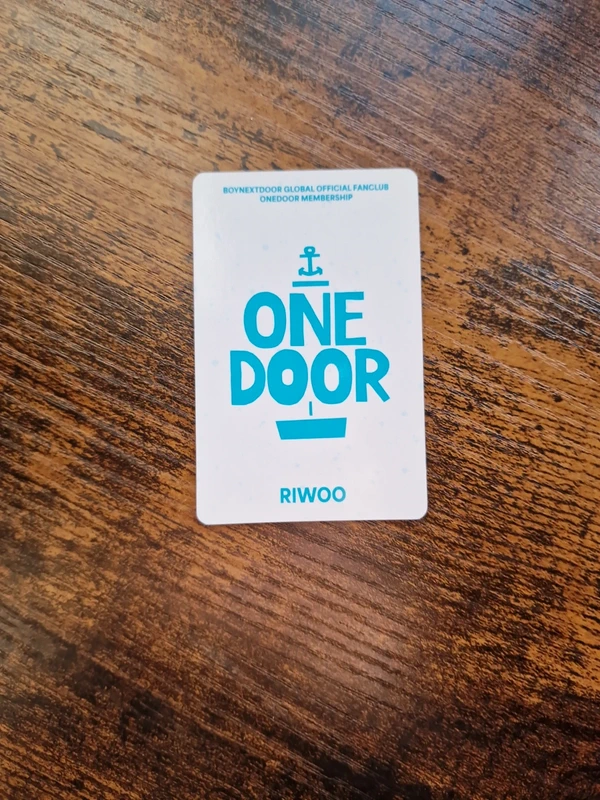 BOYNEXTDOOR GLOBAL OFFICIAL FANCLUB
ONEDOOR MEMBERSHIP
ONE
DOOR
RIWOO